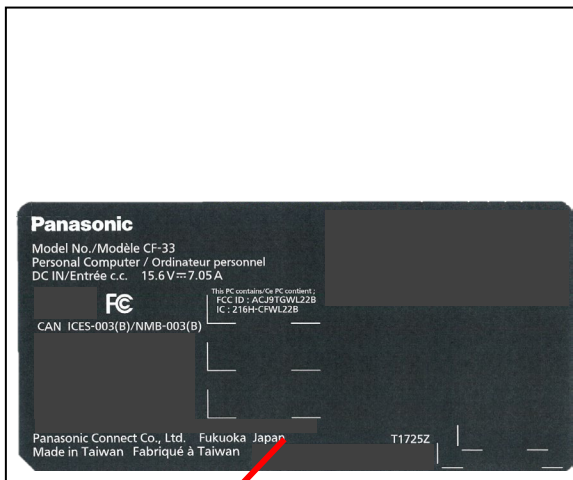 Panasonic
Model No./Modèle CF-33
Personal Computer / Ordinateur personnel
DC IN/Entrée c.c. 15.6V⎓7.05A
This PC contains/Ce PC contient ;
FCC ID : ACJ9TGWL22B
IC : 216H-CFWL22B
FC
CAN ICES-003(B)/NMB-003(B)
Panasonic Connect Co., Ltd. Fukuoka Japan
T1725Z
Made in Taiwan Fabriqué à Taiwan